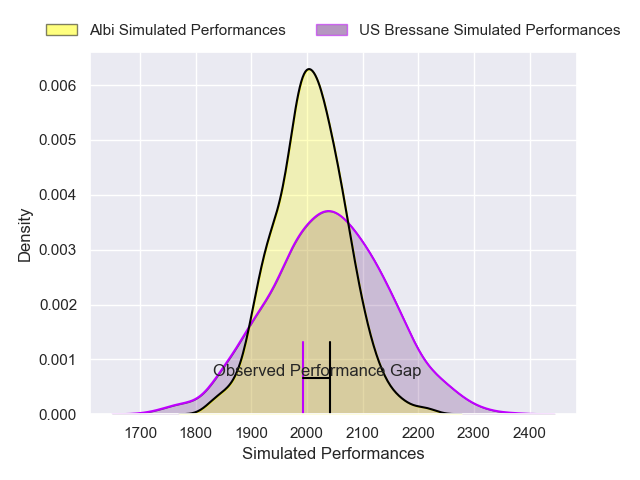 Albi Simulated Performances
US Bressane Simulated Performances
0.006
0.005
0.004
0.003
0.002
0.001
0.000
Density
Observed Performance Gap
1700 1800 1900 2000 2100 2200 2300 2400
Simulated Performances